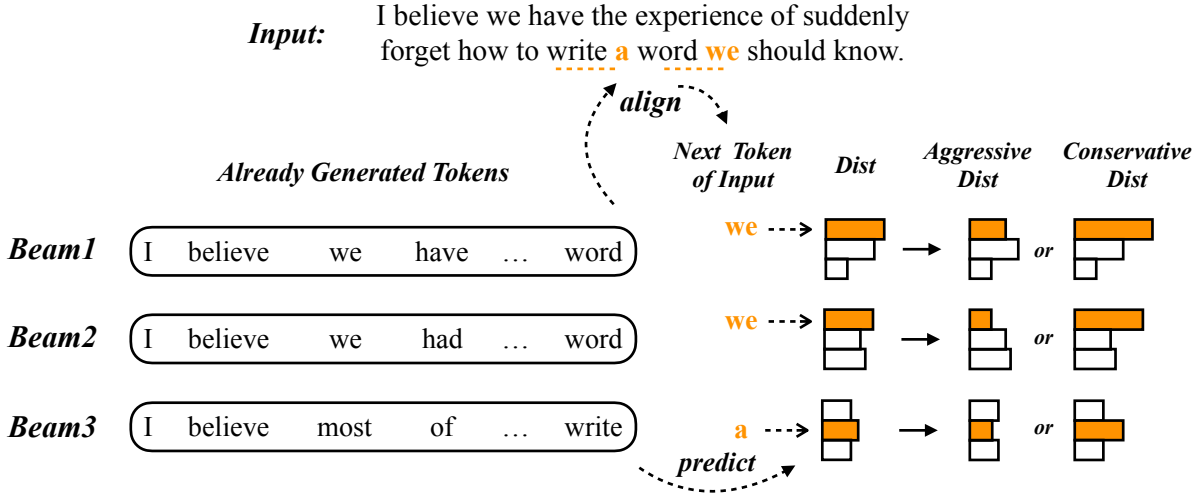 Input: I believe we have the experience of suddenly
forget how to write a word we should know.
align
Already Generated Tokens
Next Token
of Input
Dist
Aggressive
Dist
Conservative
Dist
Beam1 I believe we have … word we or
Beam2 I believe we had … word we or
Beam3 I believe most of … write a or
predict